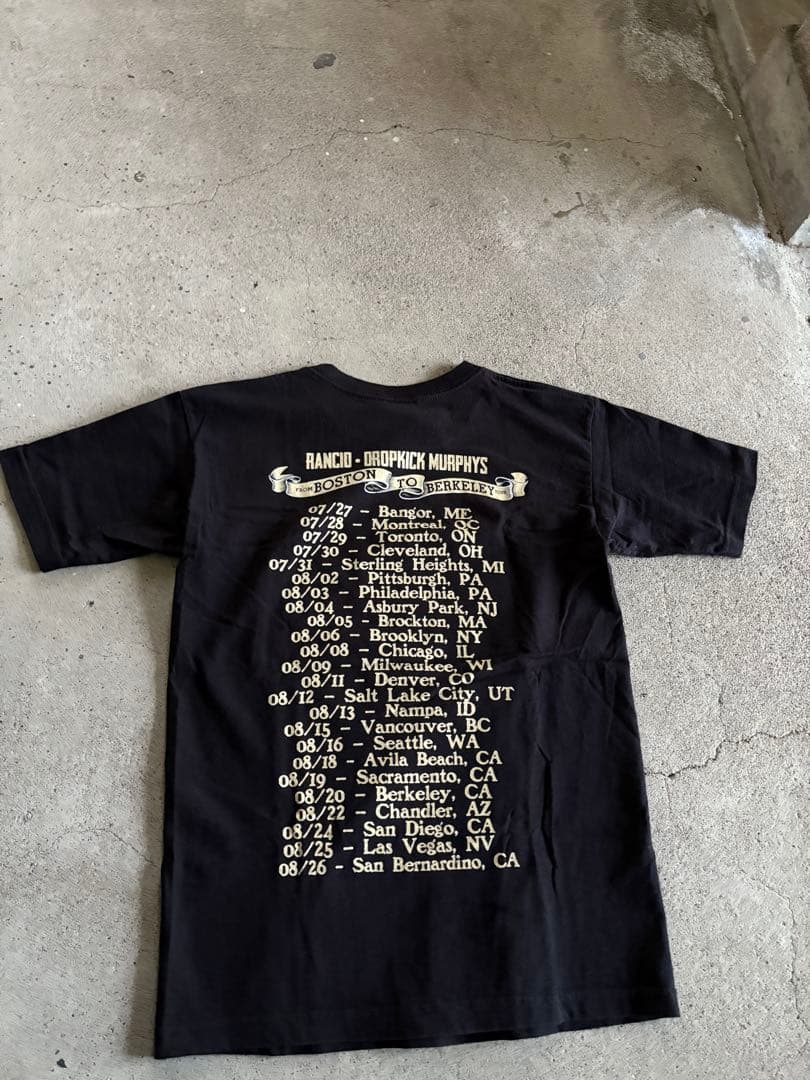 RANCID - DROPKICK MURPHYS
FROM BOSTON TO BERKELEY TOUR
07/27 - Bangor, ME
07/28 - Montreal, QC
07/29 - Toronto, ON
07/30 - Cleveland, OH
07/31 - Sterling Heights, MI
08/02 - Pittsburgh, PA
08/03 - Philadelphia, PA
08/04 - Asbury Park, NJ
08/05 - Brockton, MA
08/06 - Brooklyn, NY
08/08 - Chicago, IL
08/09 - Milwaukee, WI
08/11 - Denver, CO
08/12 - Salt Lake City, UT
08/13 - Nampa, ID
08/15 - Vancouver, BC
08/16 - Seattle, WA
08/18 - Avila Beach, CA
08/19 - Sacramento, CA
08/20 - Berkeley, CA
08/22 - Chandler, AZ
08/24 - San Diego, CA
08/25 - Las Vegas, NV
08/26 - San Bernardino, CA